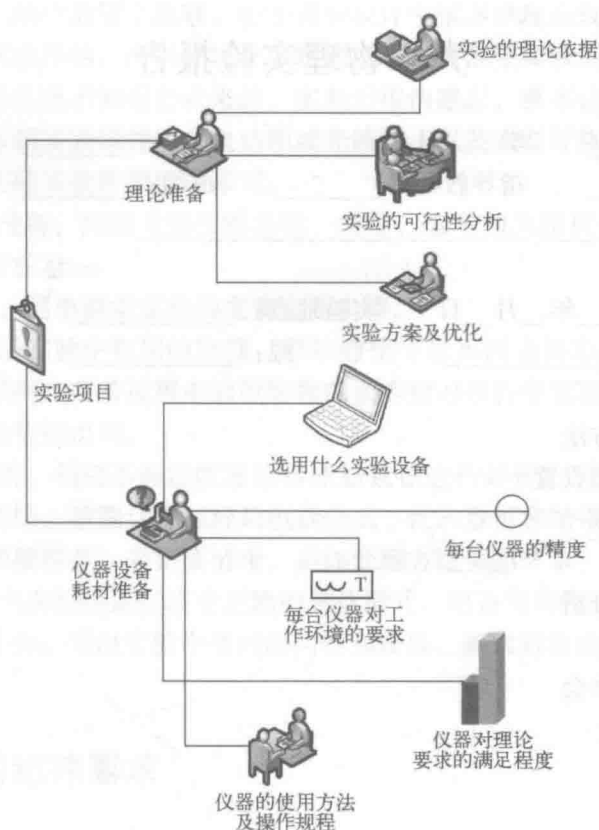 实验的理论依据
理论准备
实验的可行性分析
实验方案及优化
实验项目
选用什么实验设备
每台仪器的精度
仪器设备
耗材准备
T
每台仪器对工
作环境的要求
仪器对理论
要求的满足程度
仪器的使用方法
及操作规程